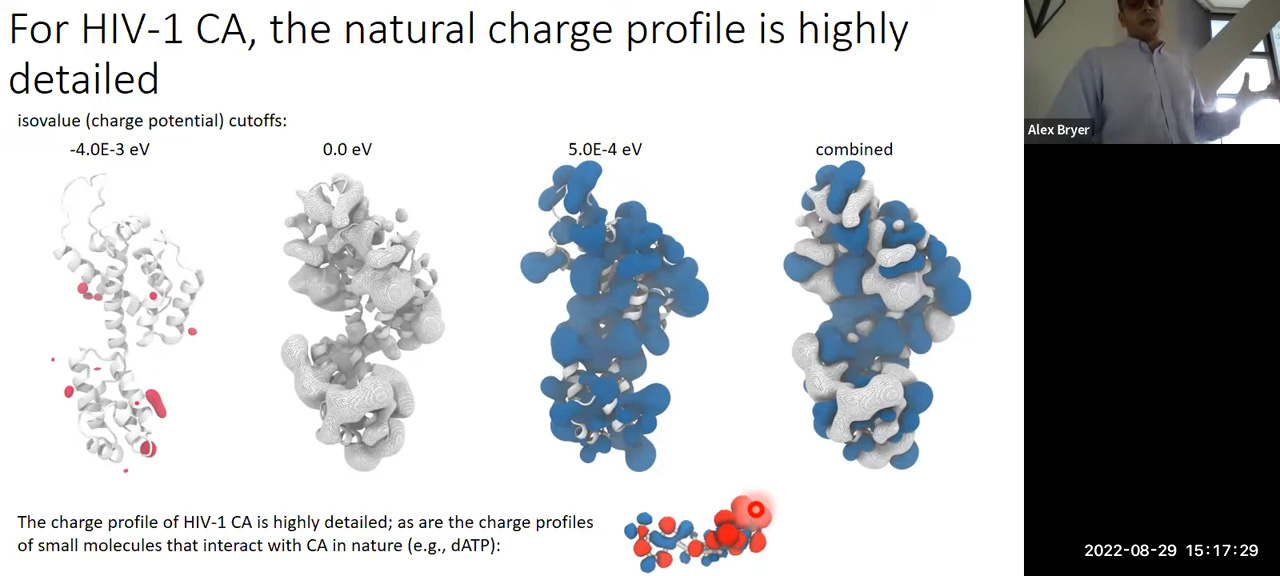 For HIV-1 CA, the natural charge profile is highly
detailed
isovalue (charge potential) cutoffs:
-4.0E-3 eV
0.0 eV
5.0E-4 eV
combined
Alex Bryer
The charge profile of HIV-1 CA is highly detailed; as are the charge profiles
of small molecules that interact with CA in nature (e.g., dATP):
2022-08-29 15:17:29